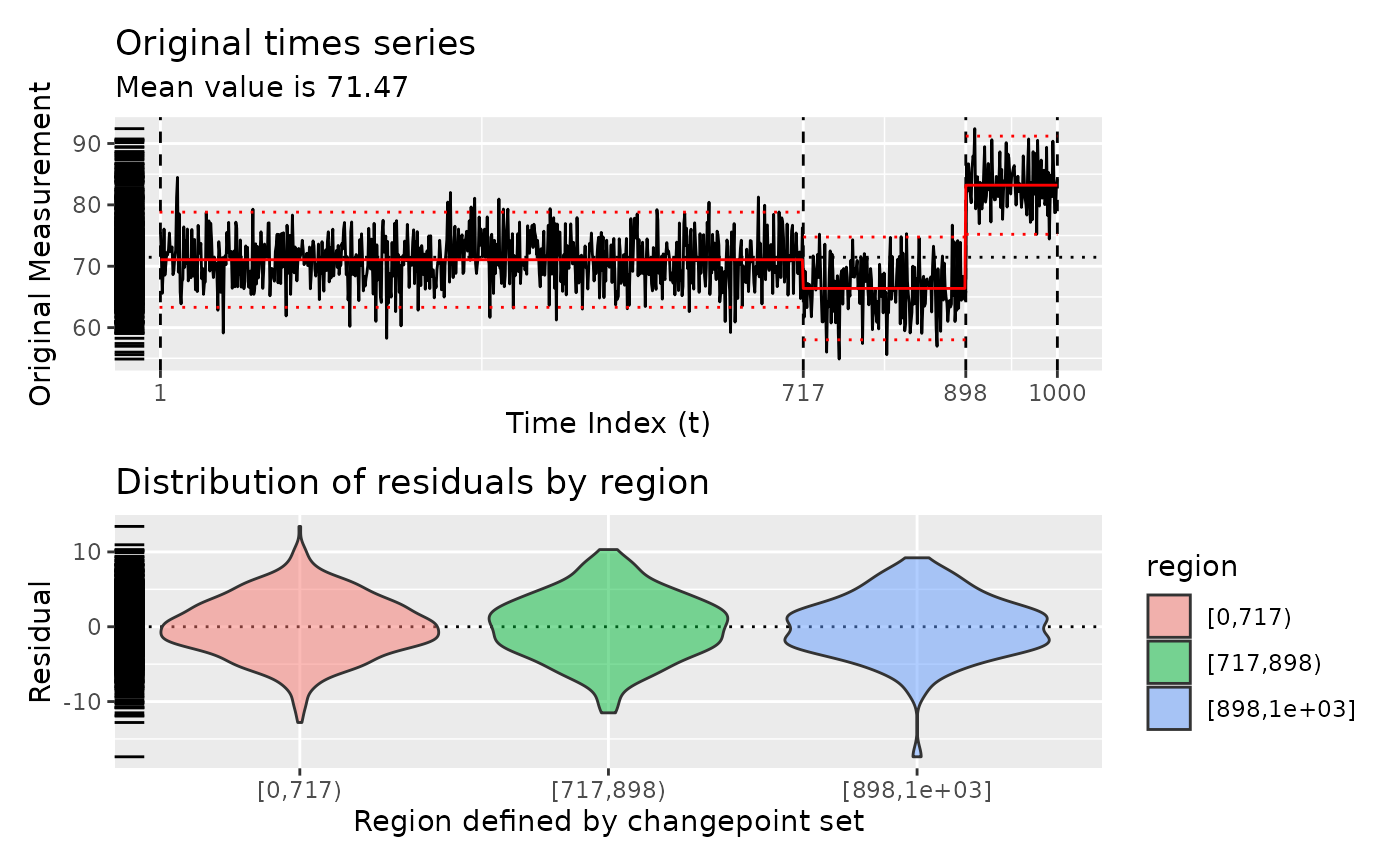 Original times series
Mean value is 71.47
Original Measurement
90
80
70
60
1
717
898
1000
Time Index (t)
Distribution of residuals by region
Residual
10
0
-10
[0,717)
[717,898)
[898,1e+03]
Region defined by changepoint set
region
[0,717)
[717,898)
[898,1e+03]